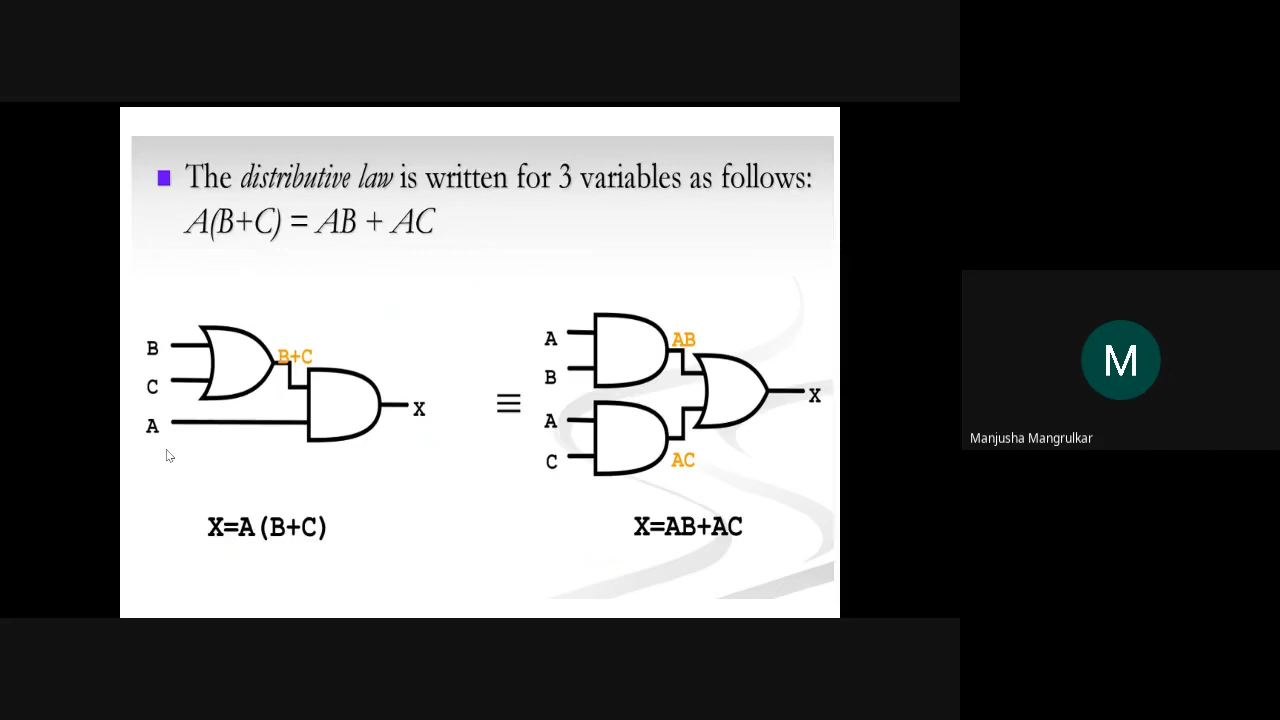 The distributive law is written for 3 variables as follows:
A(B+C) = AB + AC
B
C
A
B+C
X
≡
A
B
A
C
AB
AC
X
X=A(B+C)
X=AB+AC
M
Manjusha Mangrulkar